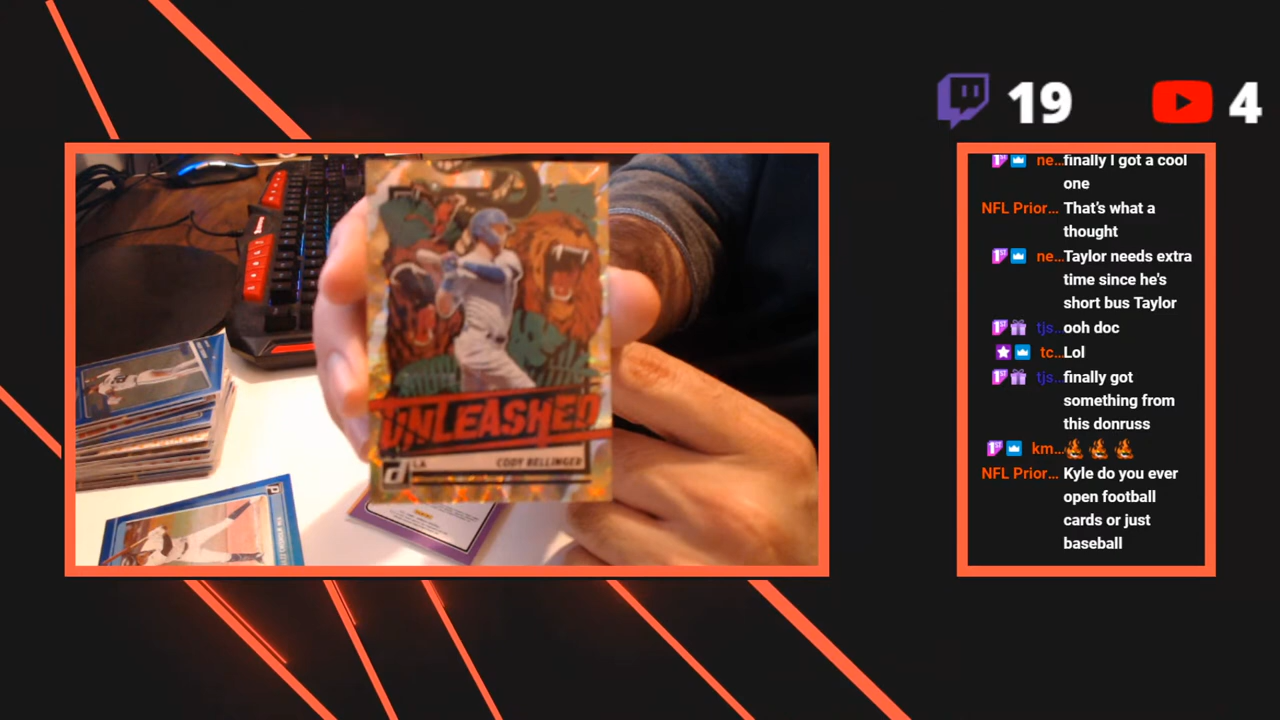 19
4
ne... finally I got a cool
one
NFL Prior... That's what a
thought
ne... Taylor needs extra
time since he's
short bus Taylor
tjs... ooh doc
tc... Lol
tjs... finally got
something from
this donruss
km...
NFL Prior... Kyle do you ever
open football
cards or just
baseball
UNLEASHED
LA
CODY BELLINGER